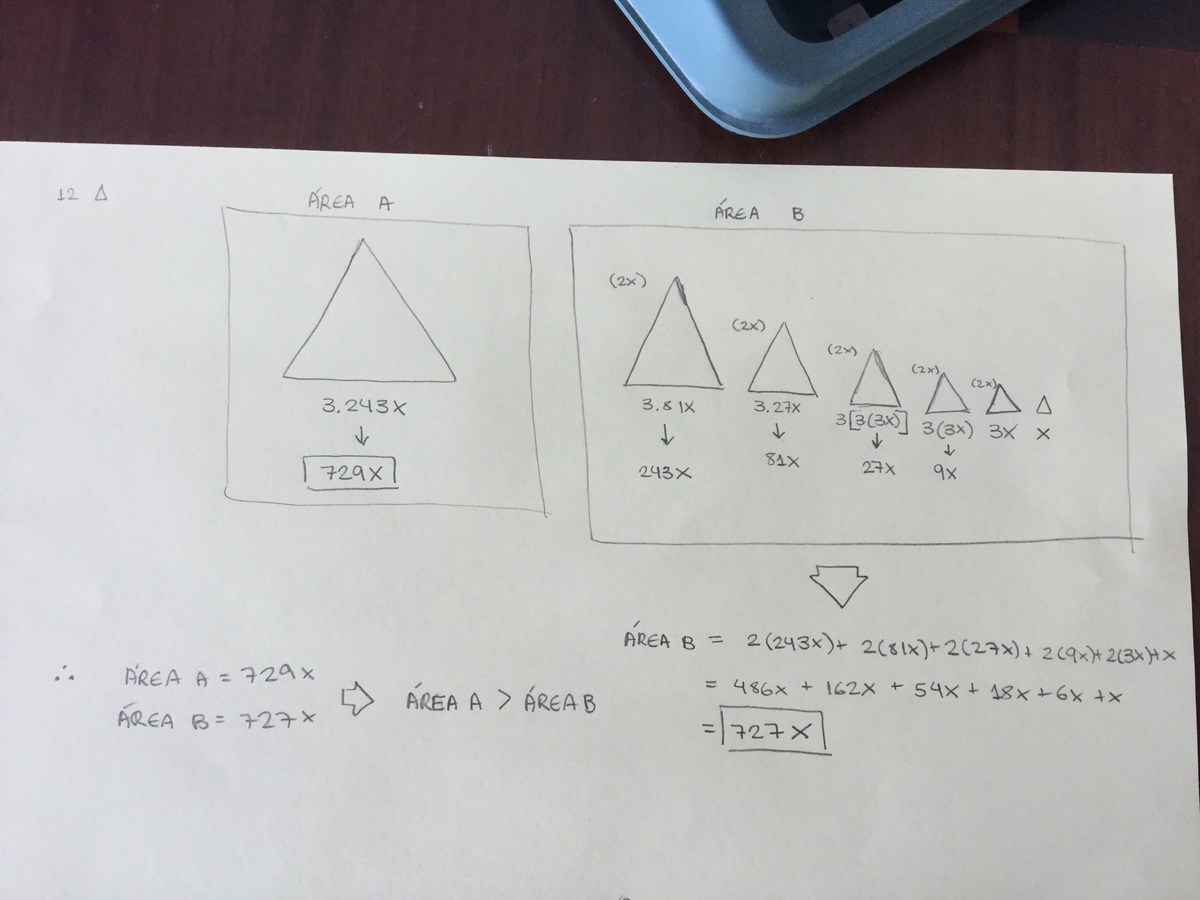 12 Δ
ÁREA A
3.243X
↓
729X
ÁREA B
(2x) (2x) (2x) (2x) (2x)
3.81X 3.27X 3[3(3X)] 3(3X) 3X X
↓ ↓ ↓ ↓
243X 81X 27X 9X
ÁREA B = 2(243X)+ 2(81X)+2(27X)+2(9X)+2(3X)+X
= 486X + 162X + 54X + 18X + 6X + X
= 727X
∴ ÁREA A = 729X
ÁREA B = 727X
⇒ ÁREA A > ÁREA B